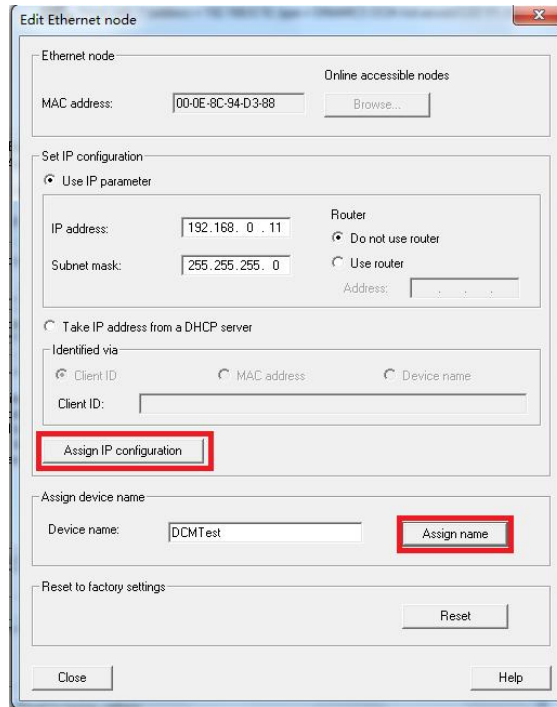 Edit Ethernet node
Ethernet node
Online accessible nodes
MAC address: 00-0E-8C-94-D3-88 Browse...
Set IP configuration
Use IP parameter
Router
IP address: 192.168. 0 . 11 Do not use router
Subnet mask: 255.255.255. 0 Use router
Address: . . .
Take IP address from a DHCP server
Identified via
Client ID MAC address Device name
Client ID:
Assign IP configuration
Assign device name
Device name: DCMTest Assign name
Reset to factory settings
Reset
Close Help